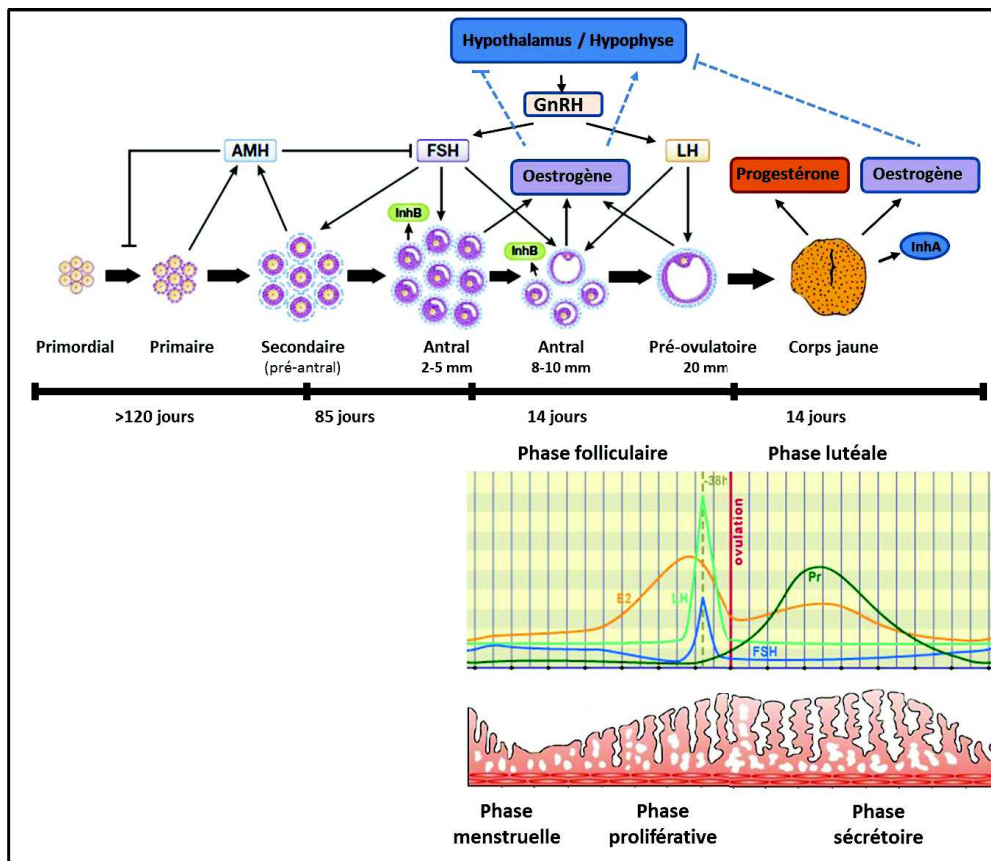 Hypothalamus / Hypophyse
GnRH
AMH
FSH
LH
Oestrogène
Progestérone
Oestrogène
InhB
InhB
InhA
Primordial
Primaire
Secondaire
(pré-antral)
Antral
2-5 mm
Antral
8-10 mm
Pré-ovulatoire
20 mm
Corps jaune
>120 jours
85 jours
14 jours
14 jours
Phase folliculaire
Phase lutéale
-38h
ovulation
E2
LH
Pr
FSH
Phase
menstruelle
Phase
proliférative
Phase
sécrétoire